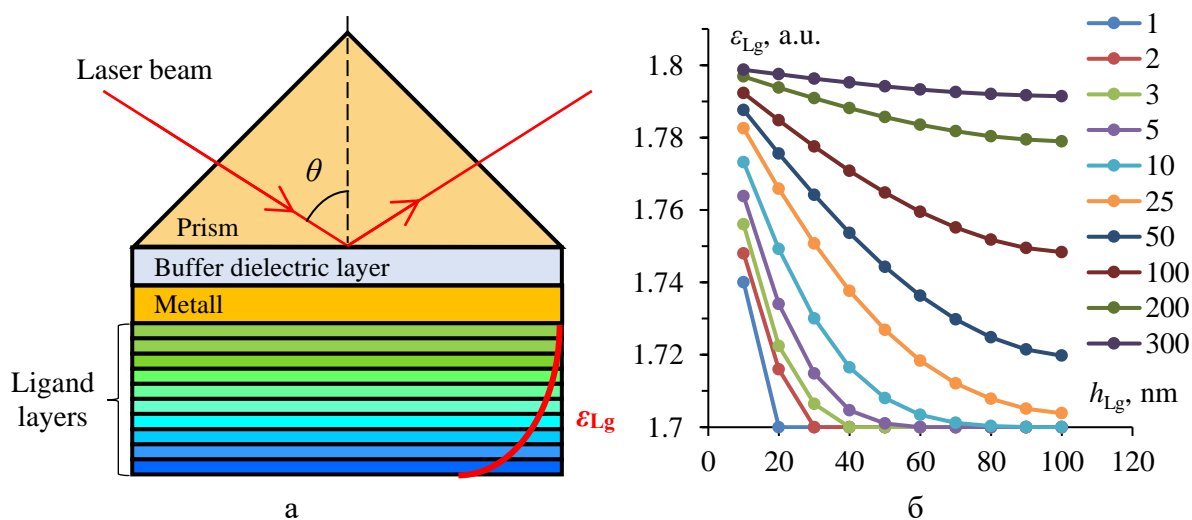 Laser beam
θ
Prism
Buffer dielectric layer
Metall
Ligand
layers
εLg
а
εLg, a.u.
1.8
1.78
1.76
1.74
1.72
1.7
0
20
40
60
80
100
120
hLg, nm
1
2
3
5
10
25
50
100
200
300
б